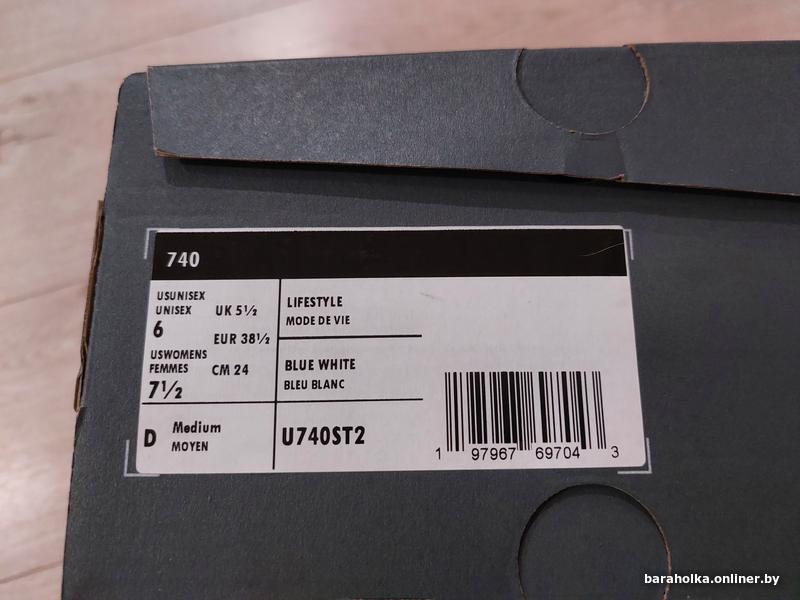 740
USUNISEX
UNISEX
6
UK 5½
EUR 38½
CM 24
USWOMENS
FEMMES
7½
LIFESTYLE
MODE DE VIE
BLUE WHITE
BLEU BLANC
D
Medium
MOYEN
U740ST2
1 97967 69704 3
baraholka.onliner.by